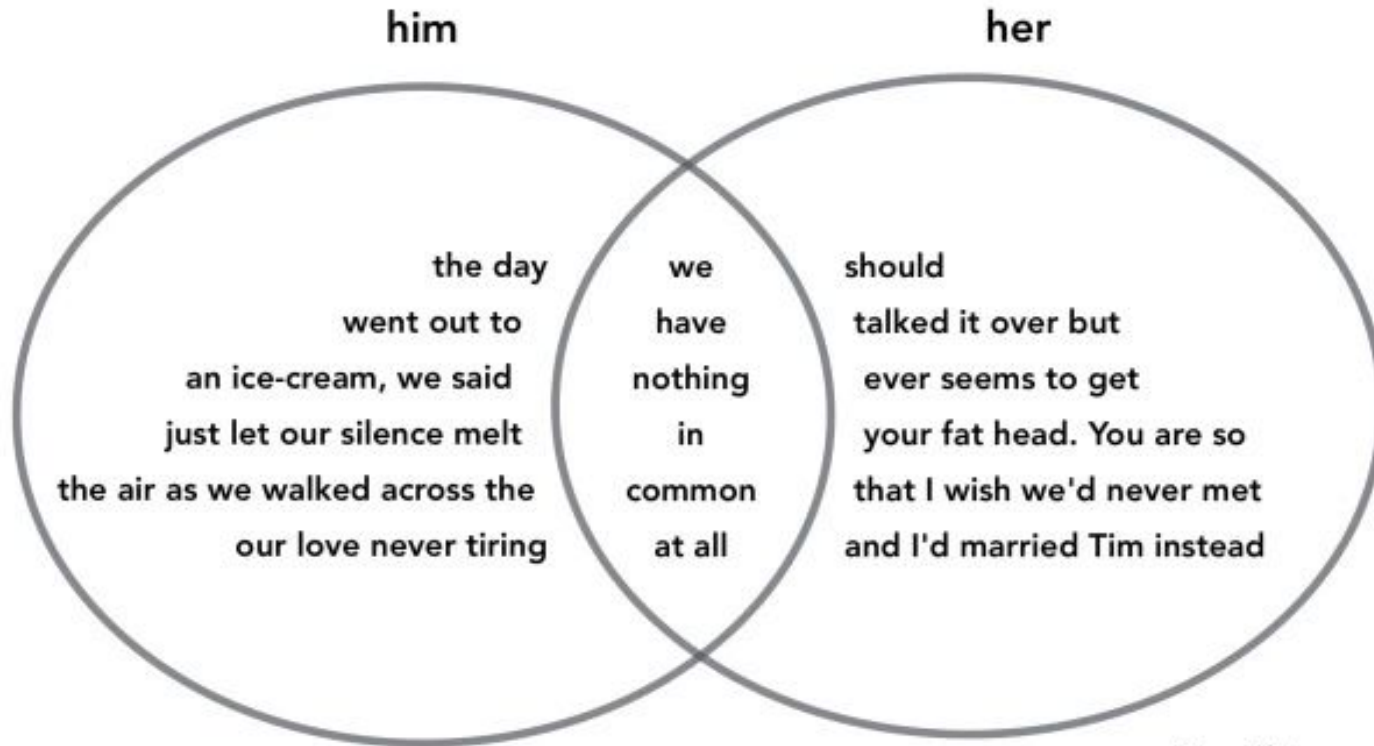 him her
the day we should
went out to have talked it over but
an ice-cream, we said nothing ever seems to get
just let our silence melt in your fat head. You are so
the air as we walked across the common that I wish we'd never met
our love never tiring at all and I'd married Tim instead